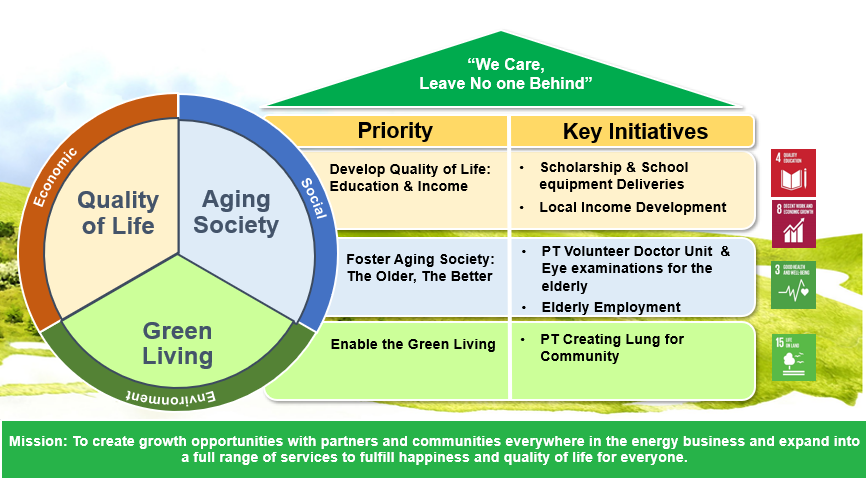 “We Care,
Leave No one Behind”
Priority
Key Initiatives
Economic
Social
Environment
Quality
of Life
Aging
Society
Green
Living
Develop Quality of Life:
Education & Income
• Scholarship & School
equipment Deliveries
• Local Income Development
4 QUALITY
EDUCATION
8 DECENT WORK AND
ECONOMIC GROWTH
Foster Aging Society:
The Older, The Better
• PT Volunteer Doctor Unit &
Eye examinations for the
elderly
• Elderly Employment
3 GOOD HEALTH
AND WELL-BEING
Enable the Green Living
• PT Creating Lung for
Community
15 LIFE
ON LAND
Mission: To create growth opportunities with partners and communities everywhere in the energy business and expand into
a full range of services to fulfill happiness and quality of life for everyone.